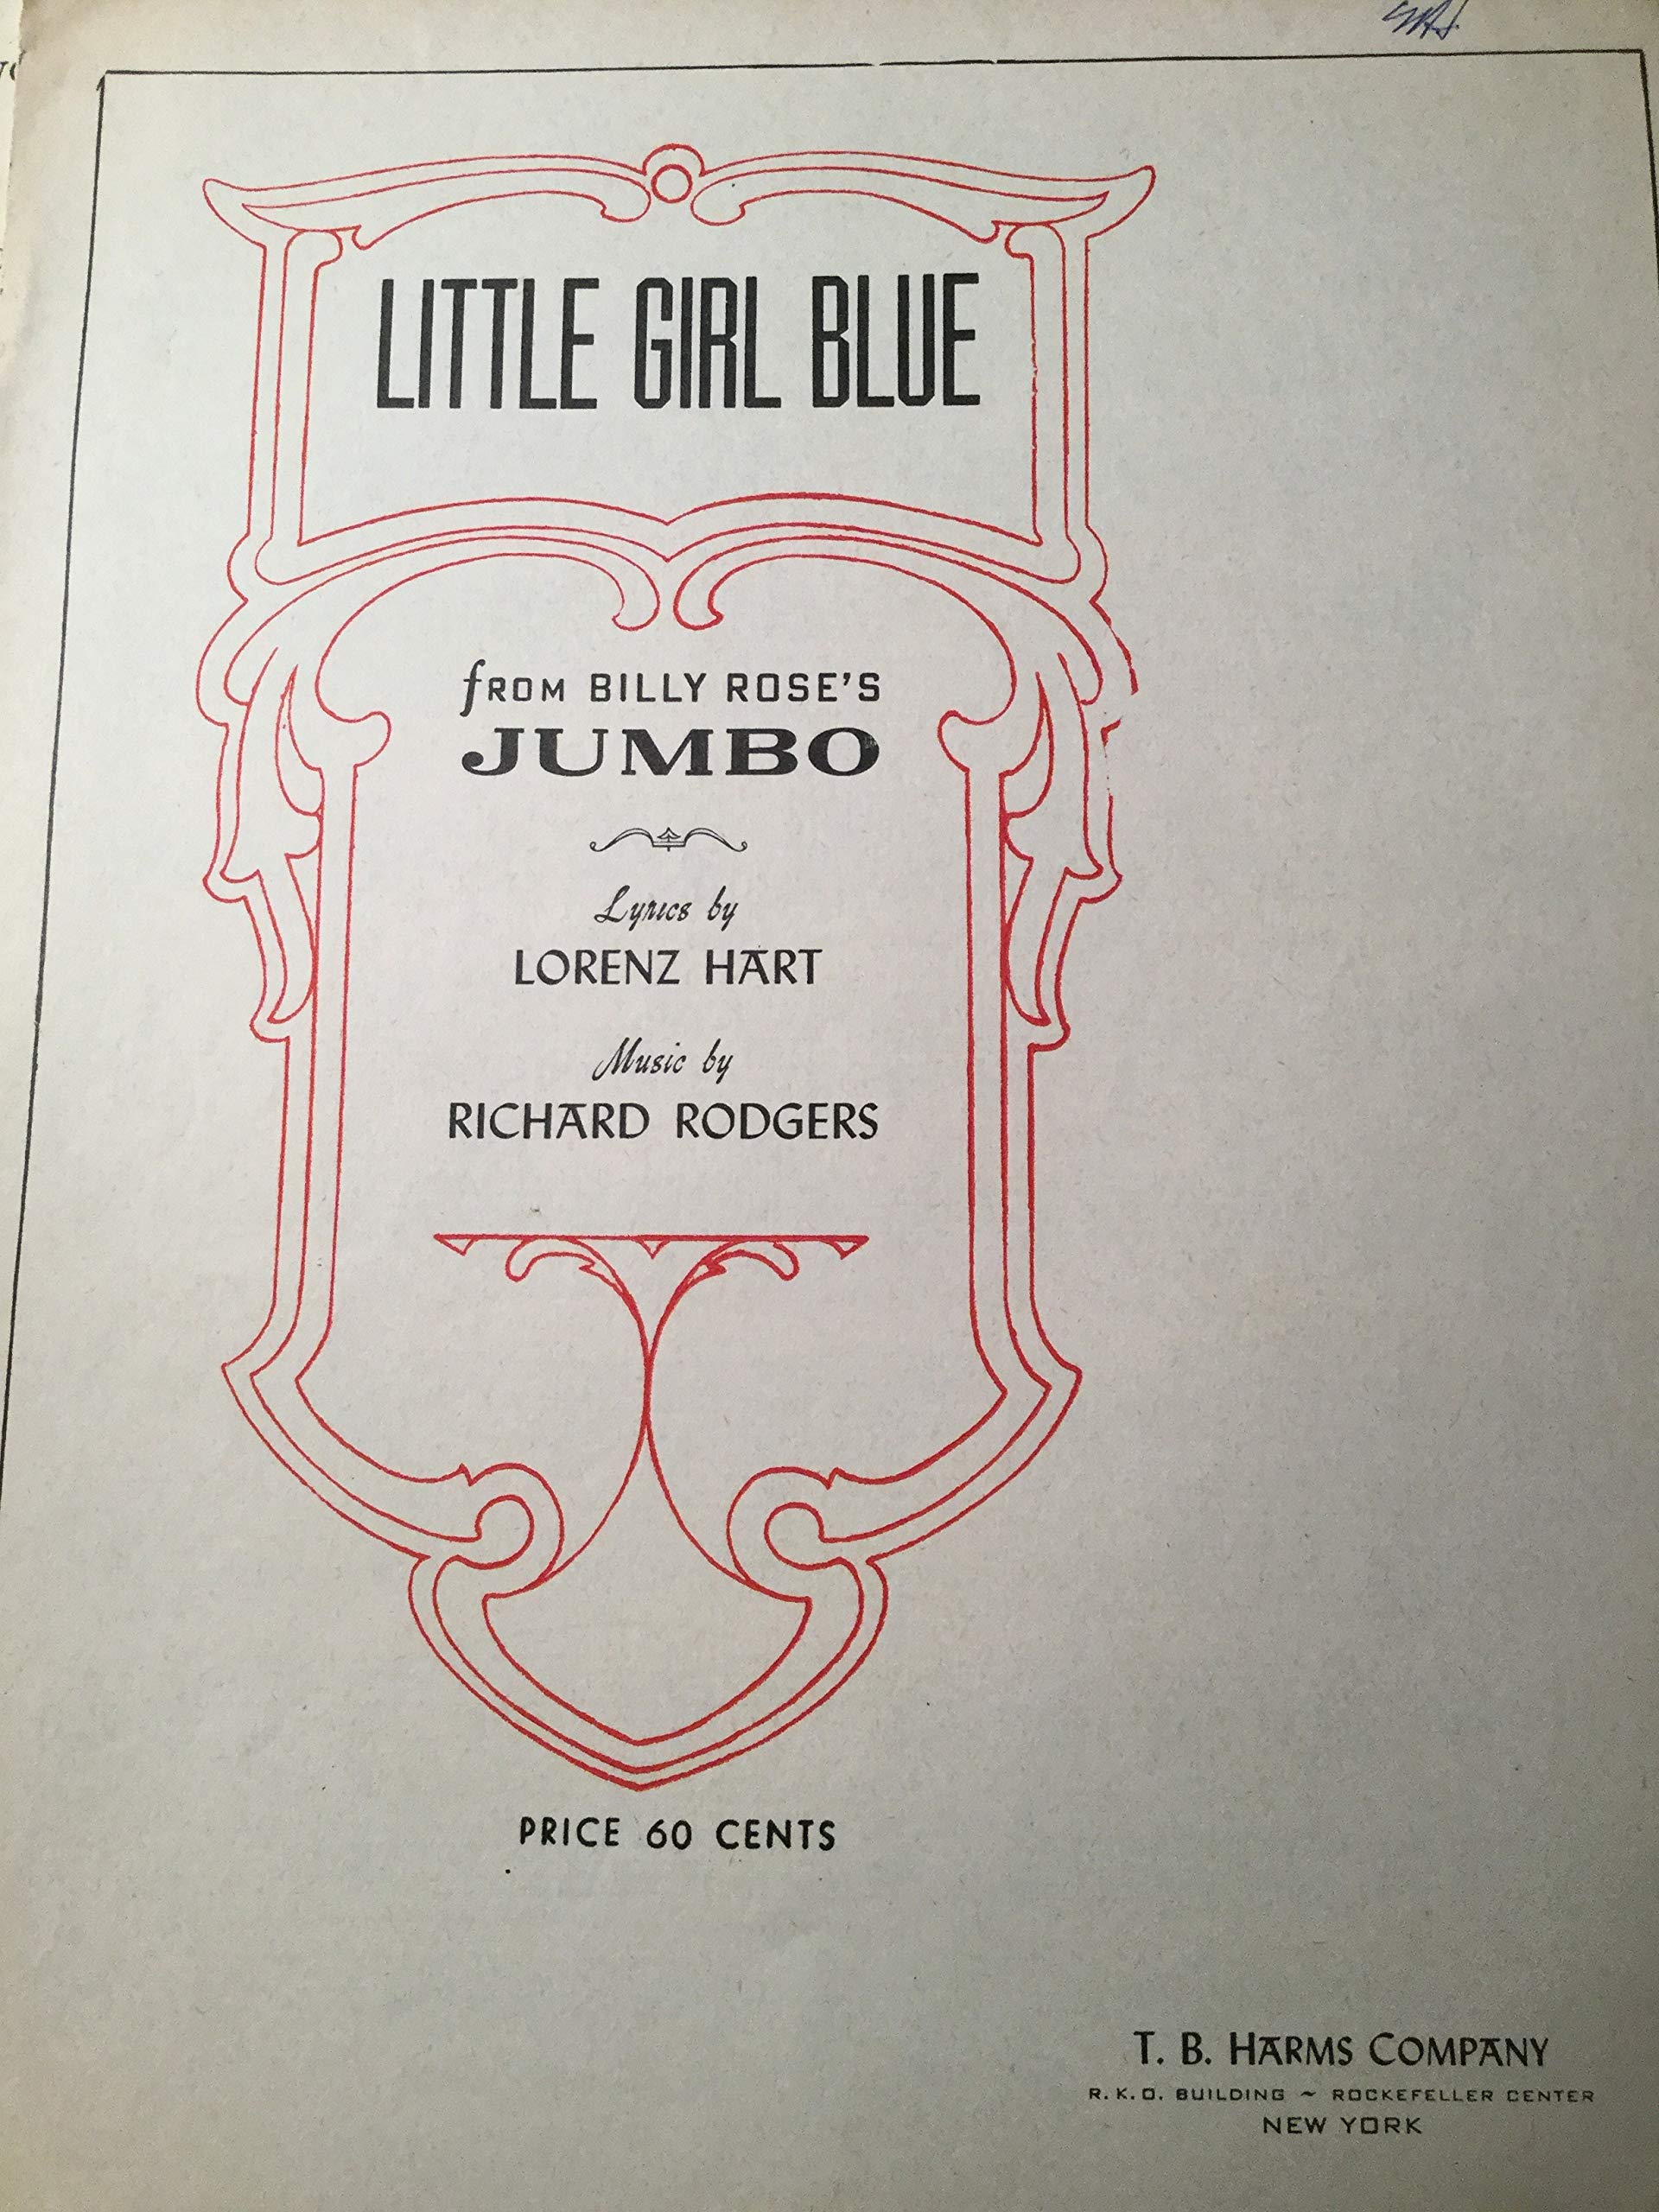 LITTLE GIRL BLUE
from BILLY ROSE'S
JUMBO
Lyrics by
LORENZ HART
Music by
RICHARD RODGERS
PRICE 60 CENTS
T. B. HARMS COMPANY
R.K.O. BUILDING ~ ROCKEFELLER CENTER
NEW YORK